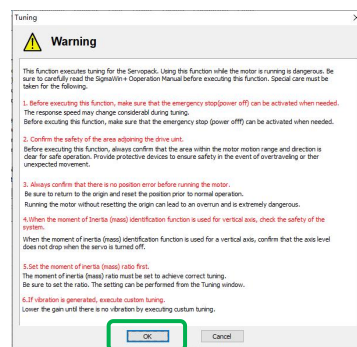 Tuning
Warning
This function executes tuning for the Servopack. Using this function while the motor is running is dangerous. Be
sure to carefully read the SigmaWin+ Ooperation Manual before executing this function. Special care must be
taken for the following.
1. Before executing this function, make sure that the emergency stop(power off) can be activated when needed.
The response speed may change considerabl during tuning.
Before excuting this function, make sure that the emergency stop (power offf) can be activated when needed.
2. Confirm the safety of the area adjoining the drive uint.
Before executing this function, always confirm that the area within the motor motion range and direction is
clear for safe operation. Provide protective devices to ensure safety in the event of overtraveling or ther
unexpected movement.
3. Always confirm that there is no position error before running the motor.
Be sure to return to the origin and reset the position prior to normal operation.
Running the motor without resetting the origin can lead to an overrun and is extremely dangerous.
4.When the moment of Inertia (mass) identification function is used for vertical axis, check the safety of the
system.
When the moment of inertia (mass) identification function is used for a vertical axis, confirm that the axis level
does not drop when the servo is turned off.
5.Set the moment of inertia (mass) ratio first.
The moment of inertia (mass) ratio must be set to achieve correct tuning.
Be sure to set the ratio. The setting can be performed from the Tuning window.
6.If vibration is generated, execute custom tuning.
Lower the gain until there is no vibration by executing custum tuning.
OK
Cancel